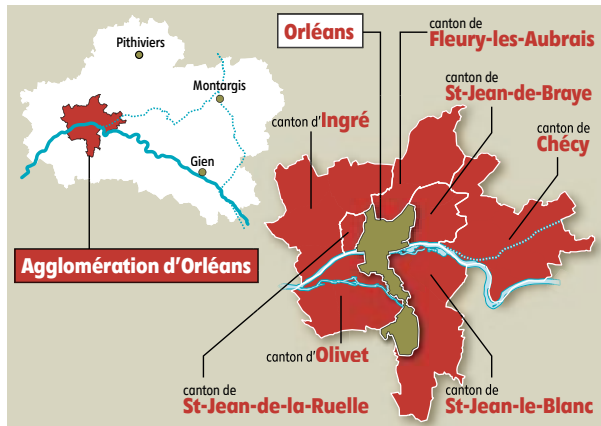 Pithiviers
Montargis
Gien
Agglomération d'Orléans
Orléans
canton de
Fleury-les-Aubrais
canton de
St-Jean-de-Braye
canton de
Chécy
canton d'Ingré
canton d'Olivet
canton de
St-Jean-de-la-Ruelle
canton de
St-Jean-le-Blanc